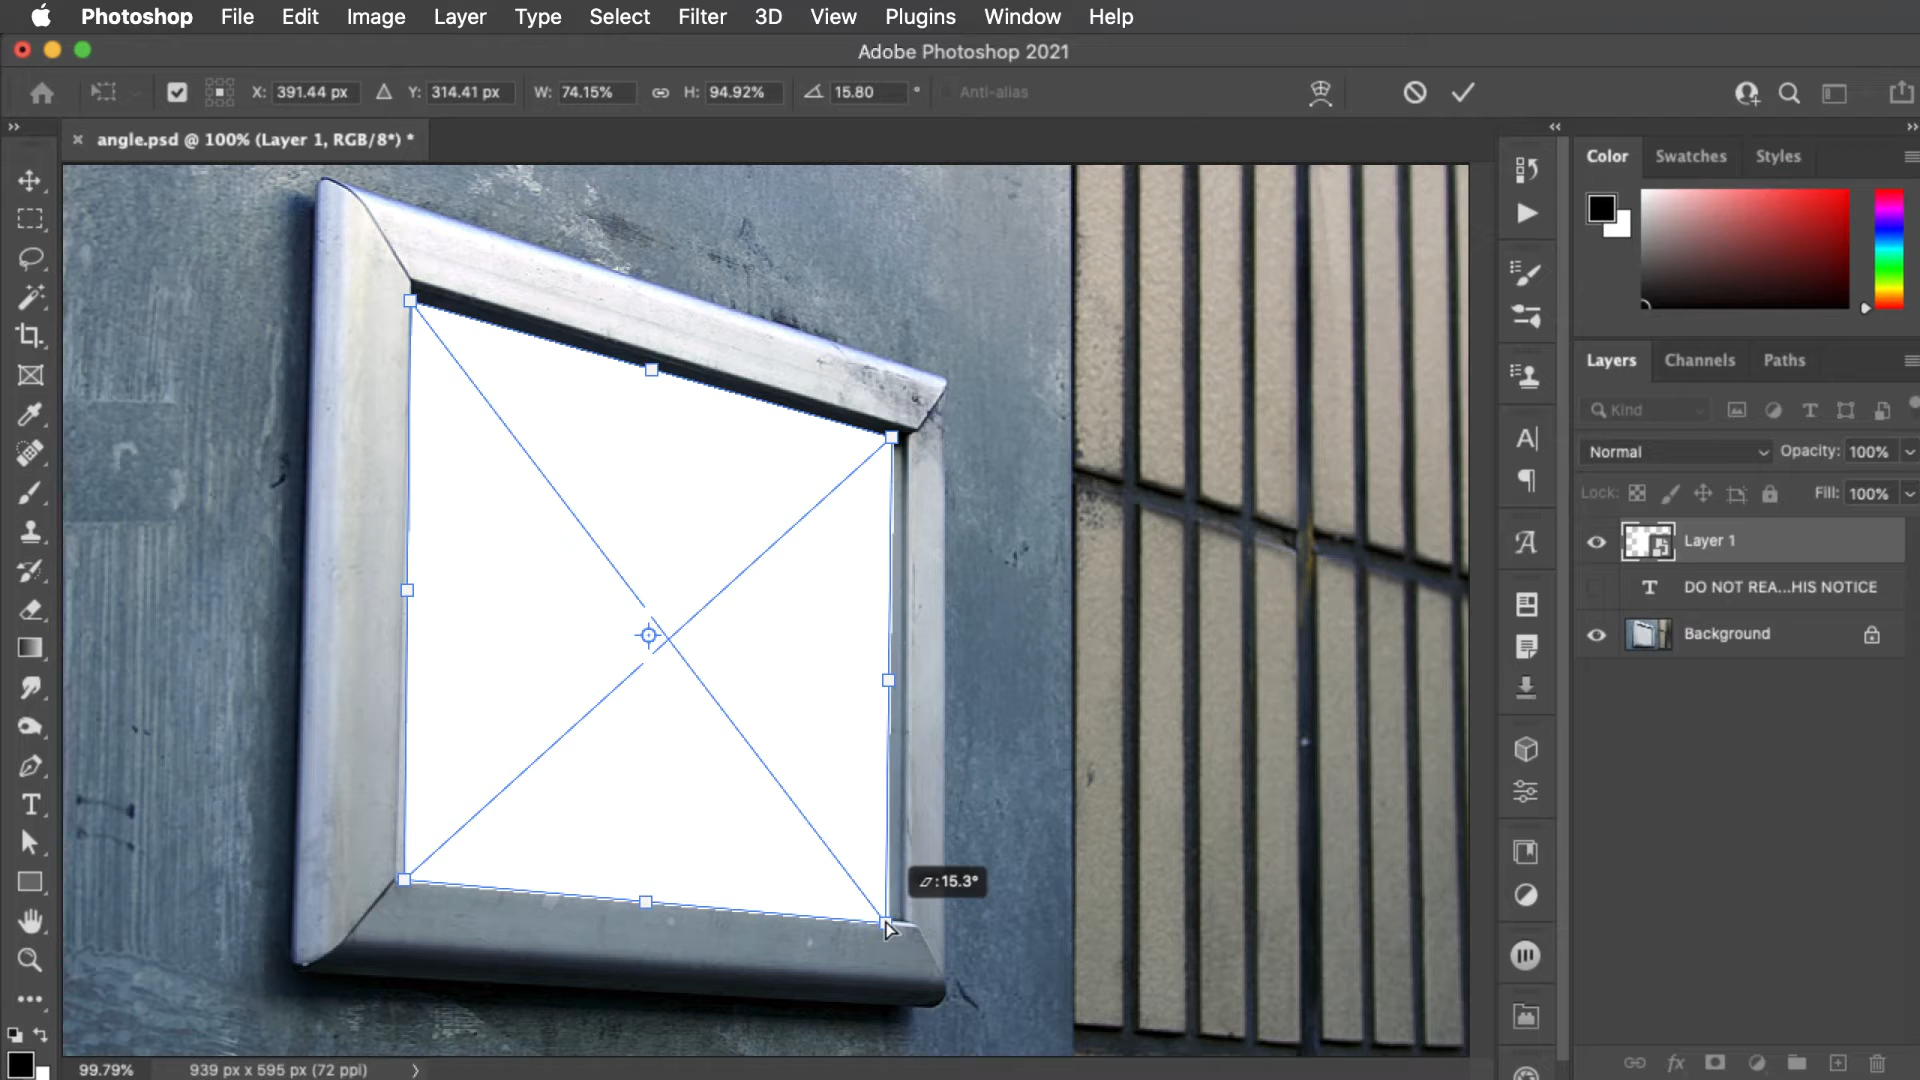 Photoshop File Edit Image Layer Type Select Filter 3D View Plugins Window Help
Adobe Photoshop 2021
X: 391.44 px Y: 314.41 px W: 74.15% H: 94.92% 15.80 ° Anti-alias
angle.psd @ 100% (Layer 1, RGB/8*) *
Color Swatches Styles
Layers Channels Paths
Kind
Normal Opacity: 100%
Lock: Fill: 100%
Layer 1
DO NOT REA...HIS NOTICE
Background
:15.3°
99.79% 939 px x 595 px (72 ppi)